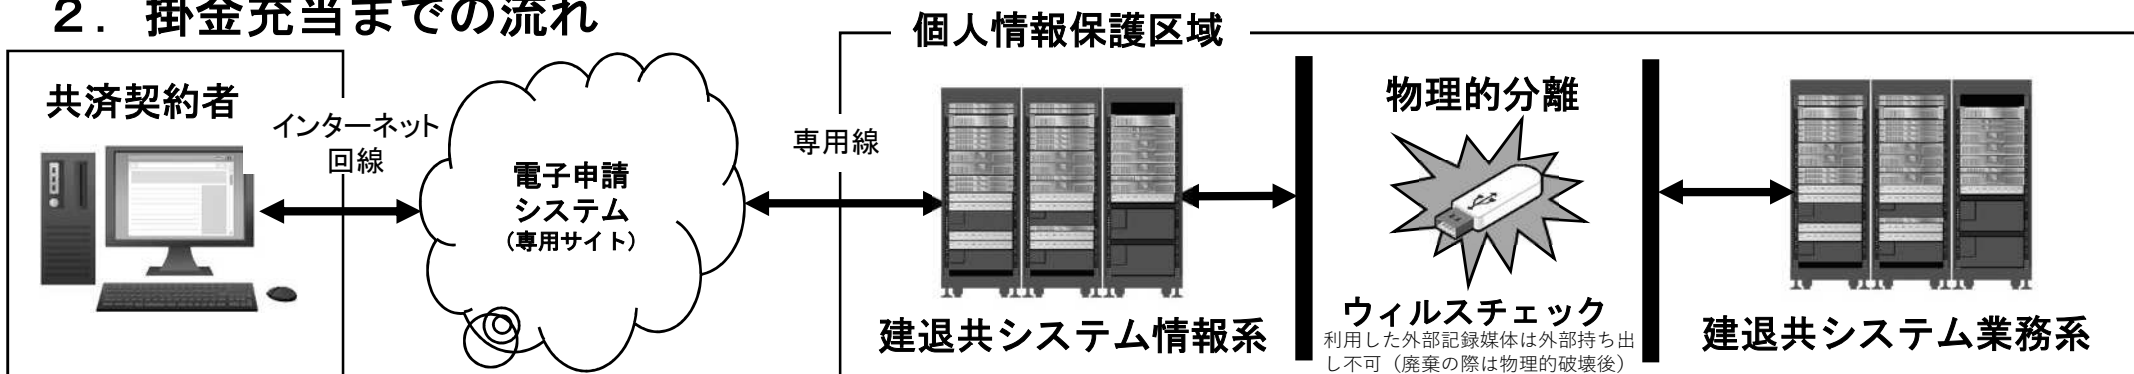 ２．掛金充当までの流れ
個人情報保護区域
共済契約者
インターネット
回線
電子申請
システム
（専用サイト）
専用線
建退共システム情報系
物理的分離
ウィルスチェック
利用した外部記録媒体は外部持ち出
し不可（廃棄の際は物理的破壊後）
建退共システム業務系